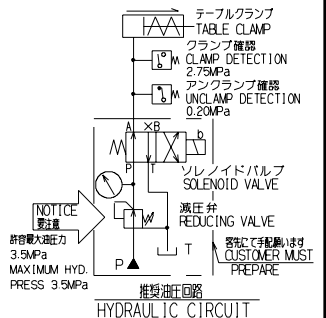 テーブルクランプ
TABLE CLAMP
クランプ確認
CLAMP DETECTION
2.75MPa
アンクランプ確認
UNCLAMP DETECTION
0.20MPa
A
×B
b
P
T
ソレノイドバルブ
SOLENOID VALVE
減圧弁
REDUCING VALVE
NOTICE
要注意
許容最大油圧力
3.5MPa
MAXIMUM HYD.
PRESS 3.5MPa
T
客先にて手配願います
CUSTOMER MUST
PREPARE
P
推奨油圧回路
HYDRAULIC CIRCUIT